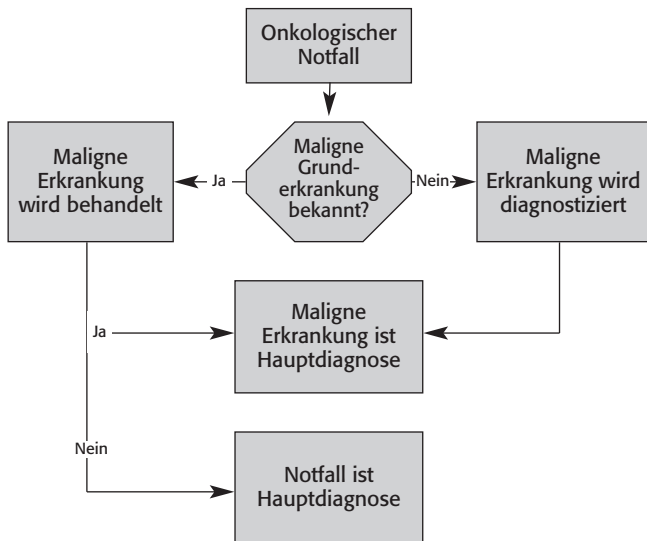 Onkologischer
Notfall
Maligne
Erkrankung
wird behandelt
Ja
Maligne
Grund-
erkrankung
bekannt?
Nein
Maligne
Erkrankung wird
diagnostiziert
Ja
Maligne
Erkrankung ist
Hauptdiagnose
Nein
Notfall ist
Hauptdiagnose